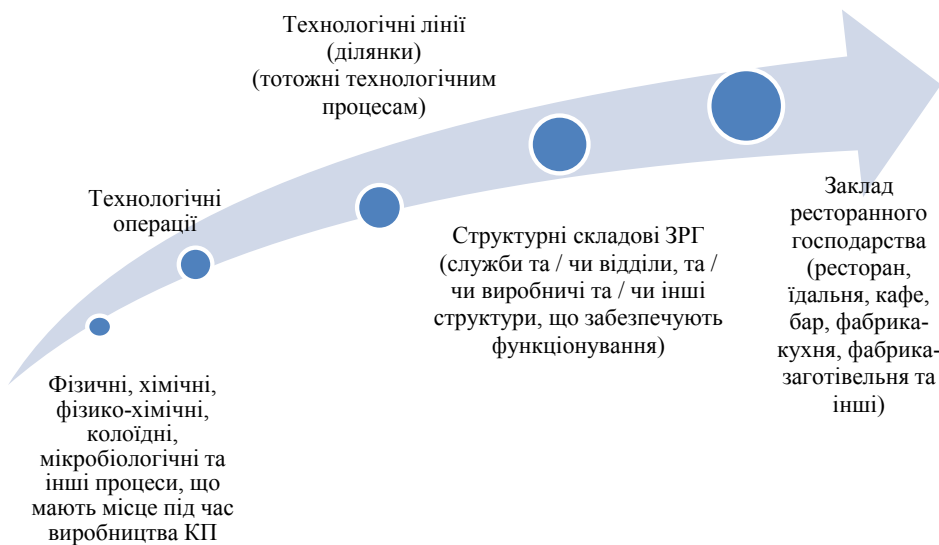 Технологічні лінії
(ділянки)
(тотожні технологічним
процесам)
Технологічні
операції
Фізичні, хімічні,
фізико-хімічні,
колоїдні,
мікробіологічні та
інші процеси, що
мають місце під час
виробництва КП
Структурні складові ЗРГ
(служби та / чи відділи, та /
чи виробничі та / чи інші
структури, що забезпечують
функціонування)
Заклад
ресторанного
господарства
(ресторан,
їдальня, кафе,
бар, фабрика-
кухня, фабрика-
заготівельня та
інші)